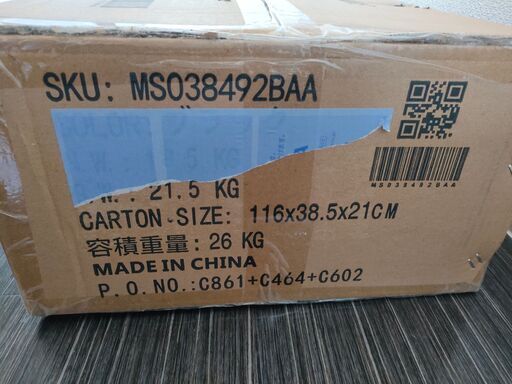 SKU: MS038492BAA
MS038492BAA
21.5 KG
CARTON SIZE: 116x38.5x21CM
容積重量: 26 KG
MADE IN CHINA
P.O.NO.:C861+C464+C602